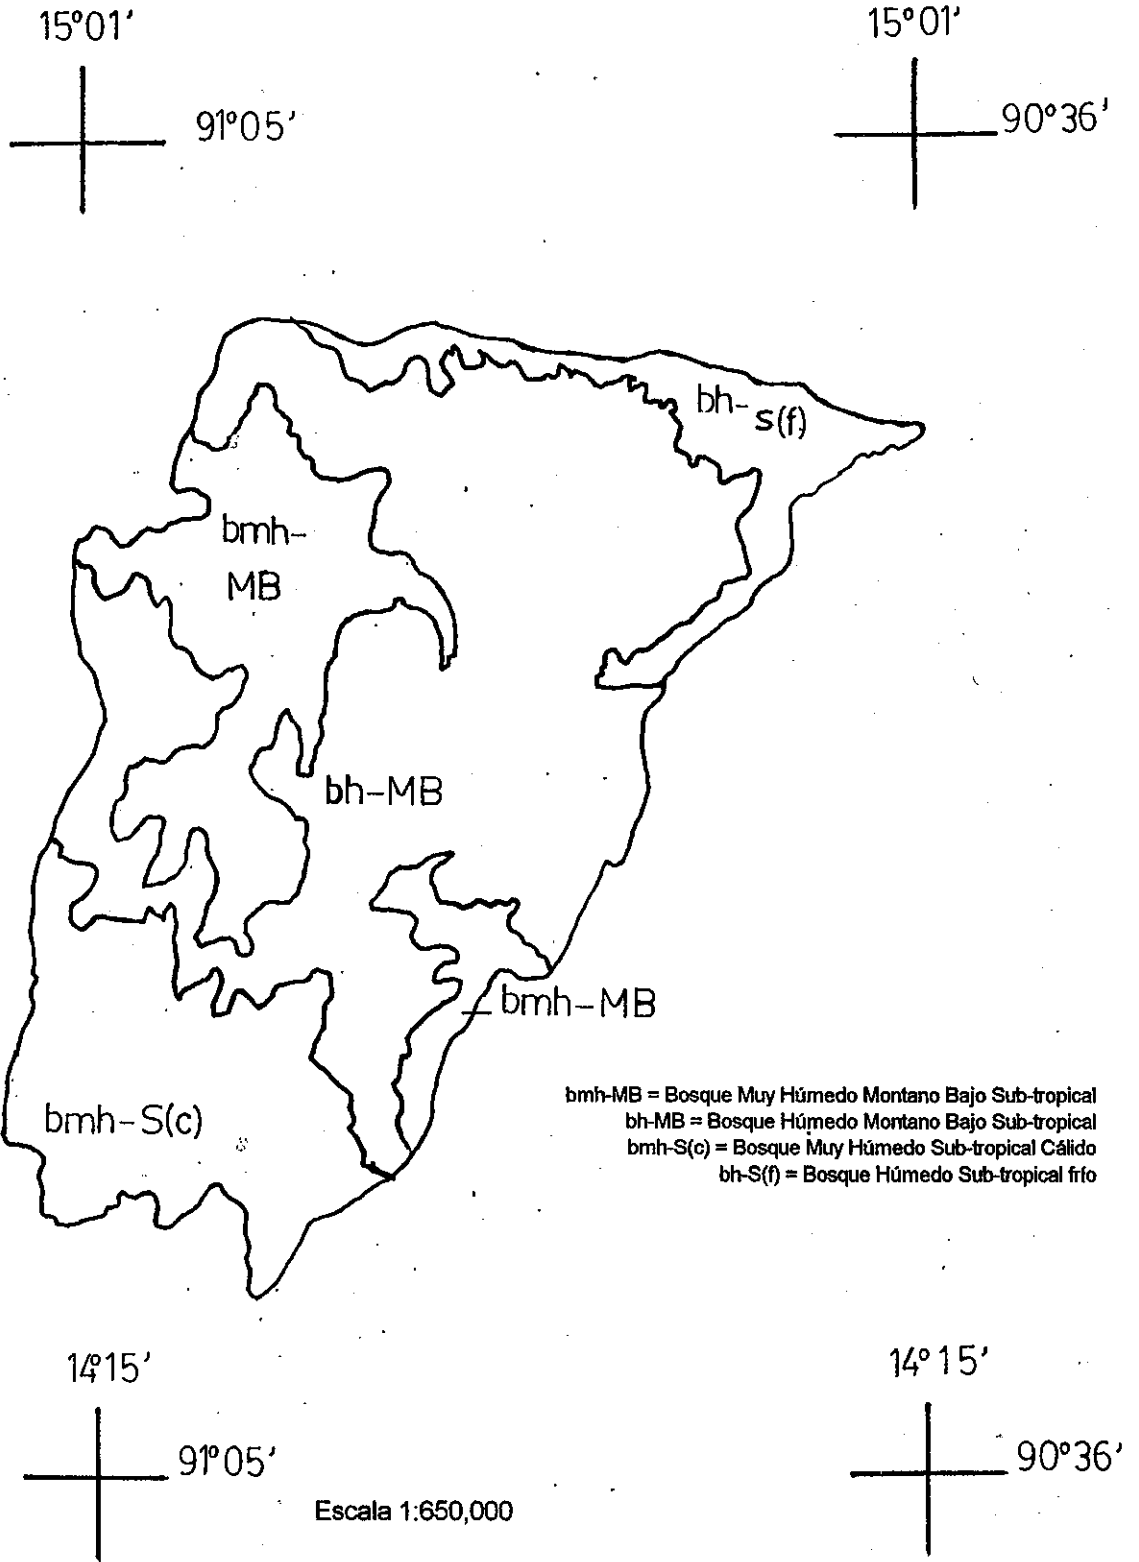 15°01'
15°01'
91°05'
90°36'
bh-s(f)
bmh-
MB
bh-MB
bmh-MB
bmh-S(c)
bmh-MB = Bosque Muy Húmedo Montano Bajo Sub-tropical
bh-MB = Bosque Húmedo Montano Bajo Sub-tropical
bmh-S(c) = Bosque Muy Húmedo Sub-tropical Cálido
bh-S(f) = Bosque Húmedo Sub-tropical frío
14°15'
14°15'
91°05'
90°36'
Escala 1:650,000